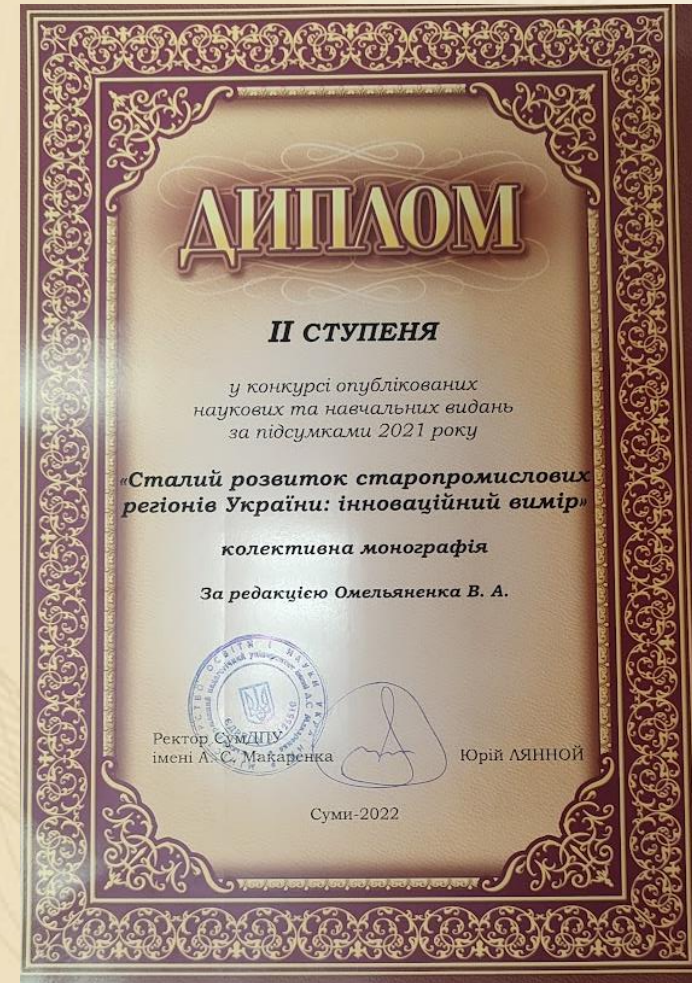 ДИПЛОМ
II СТУПЕНЯ
у конкурсі опублікованих
наукових та навчальних видань
за підсумками 2021 року
«Сталий розвиток старопромислових
регіонів України: інноваційний вимір»
колективна монографія
За редакцією Омельяненка В. А.
Ректор СумДПУ
імені А. С. Макаренка
Юрій ЛЯННОЙ
Суми-2022